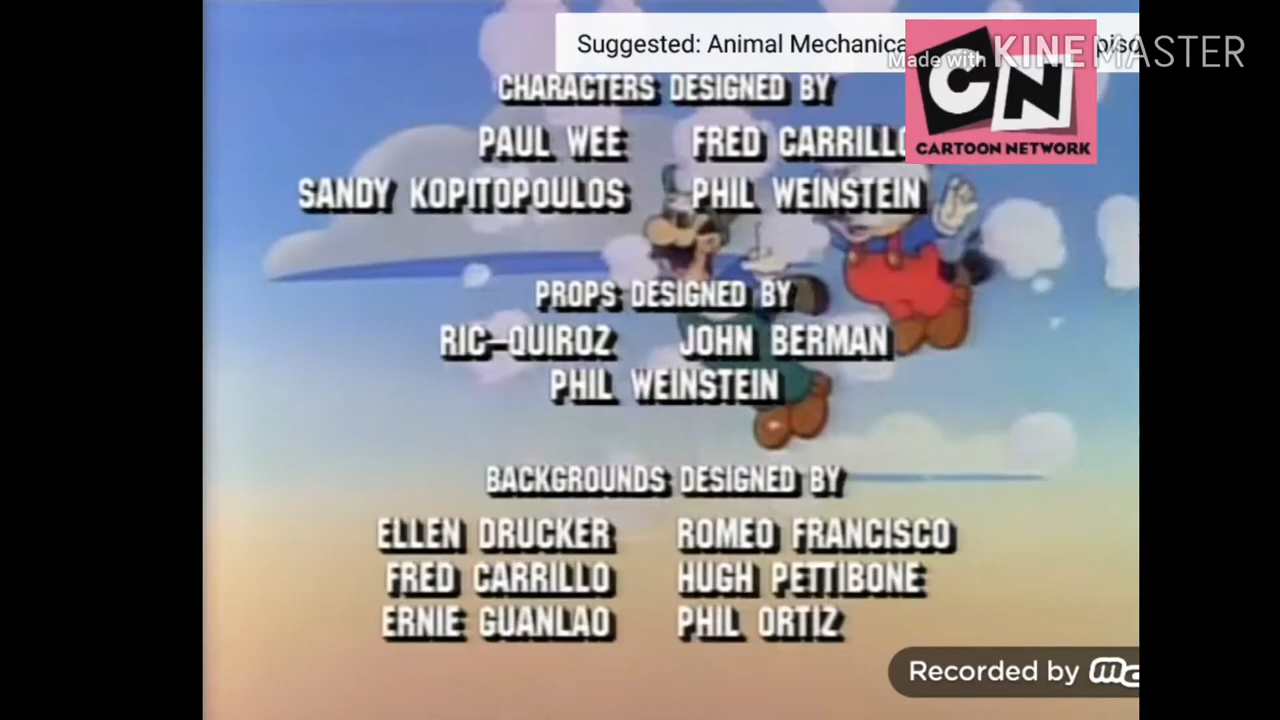 Suggested: Animal Mechanica
Made with KINEMASTER
CN
CARTOON NETWORK
CHARACTERS DESIGNED BY
PAUL WEE FRED CARRILLO
SANDY KOPITOPOULOS PHIL WEINSTEIN
PROPS DESIGNED BY
RIC-QUIROZ JOHN BERMAN
PHIL WEINSTEIN
BACKGROUNDS DESIGNED BY
ELLEN DRUCKER ROMEO FRANCISCO
FRED CARRILLO HUGH PETTIBONE
ERNIE GUANLAO PHIL ORTIZ
Recorded by